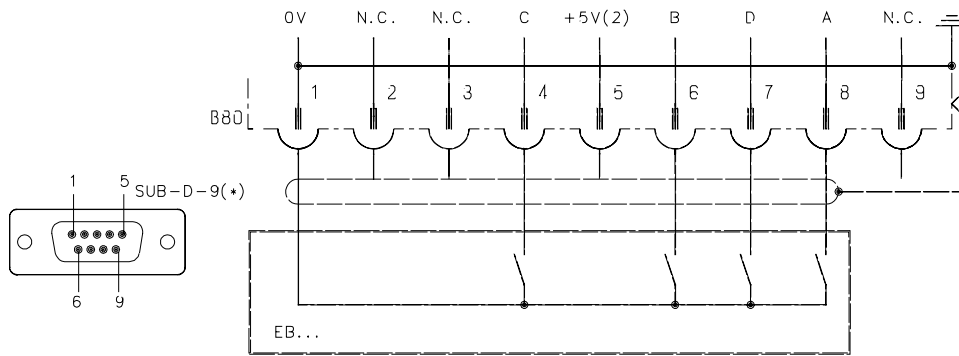 0V N.C. N.C. C +5V(2) B D A N.C.
1 2 3 4 5 6 7 8 9
B80
SUB-D-9(*)
1 5
6 9
EB...